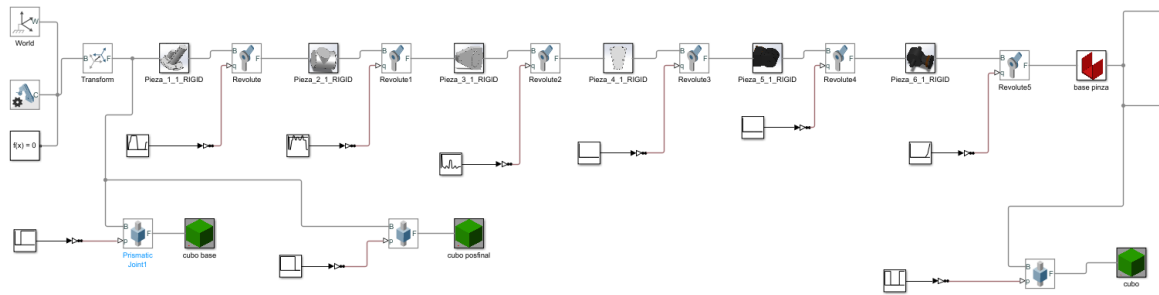 W
World
C
f(x) = 0
B F
Transform
Pieza_1_1_RIGID
B F
q
Revolute
Pieza_2_1_RIGID
B F
q
Revolute1
Pieza_3_1_RIGID
B F
q
Revolute2
Pieza_4_1_RIGID
B F
q
Revolute3
Pieza_5_1_RIGID
B F
q
Revolute4
Pieza_6_1_RIGID
B F
q
Revolute5
base pinza
B F
p
Prismatic
Joint1
cubo base
B F
p
cubo posfinal
B F
p
cubo